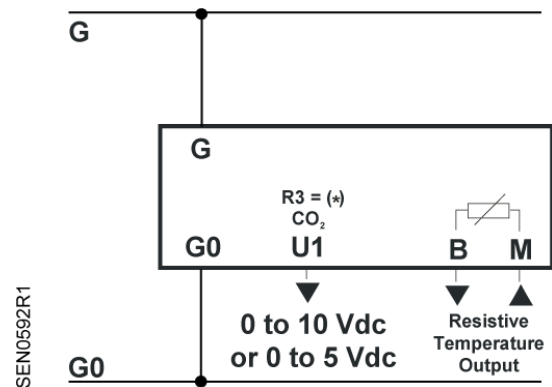 G
G
R3 = (*)
CO₂
G0 U1 B M
0 to 10 Vdc
or 0 to 5 Vdc
Resistive
Temperature
Output
G0
SEN0592R1